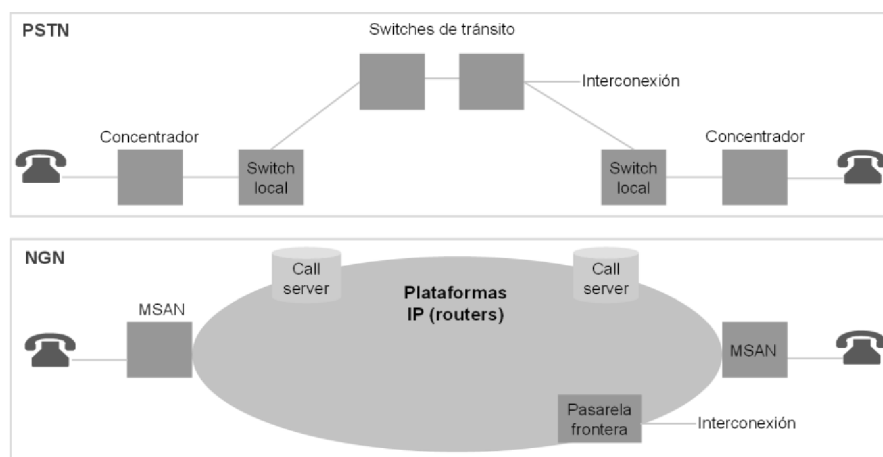 PSTN
Switches de tránsito
Interconexión
Concentrador
Concentrador
Switch
local
Switch
local
NGN
Call
server
Call
server
Plataformas
IP (routers)
MSAN
MSAN
Pasarela
frontera
Interconexión